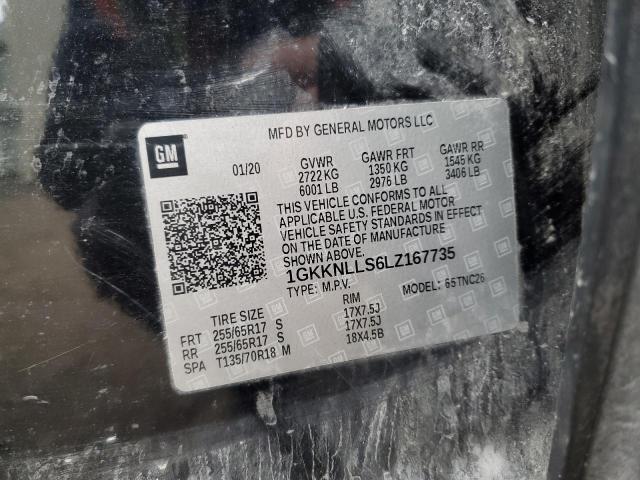 MFD BY GENERAL MOTORS LLC
GM
01/20 GVWR GAWR FRT GAWR RR
2722 KG 1350 KG 1545 KG
6001 LB 2976 LB 3406 LB
THIS VEHICLE CONFORMS TO ALL
APPLICABLE U.S. FEDERAL MOTOR
VEHICLE SAFETY STANDARDS IN EFFECT
ON THE DATE OF MANUFACTURE
SHOWN ABOVE.
1GKKNLLS6LZ167735
TYPE: M.P.V. MODEL: 6STNC26
TIRE SIZE RIM
FRT 255/65R17 S 17X7.5J
RR 255/65R17 S 17X7.5J
SPA T135/70R18 M 18X4.5B